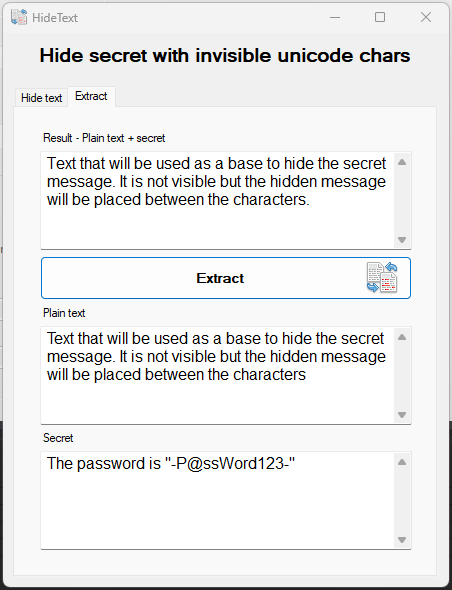 HideText
Hide secret with invisible unicode chars
Hide text
Extract
Result - Plain text + secret
Text that will be used as a base to hide the secret
message. It is not visible but the hidden message
will be placed between the characters.
Extract
Plain text
Text that will be used as a base to hide the secret
message. It is not visible but the hidden message
will be placed between the characters
Secret
The password is "-P@ssWord123-"